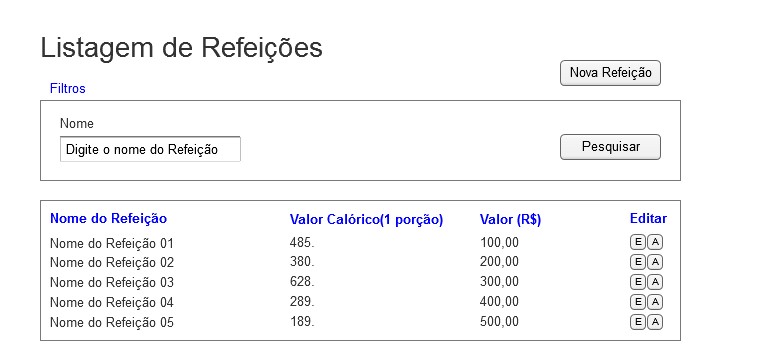 Listagem de Refeições
Nova Refeição
Filtros
Nome
Digite o nome do Refeição
Pesquisar
Nome do Refeição Valor Calórico(1 porção) Valor (R$) Editar
Nome do Refeição 01 485. 100,00 E A
Nome do Refeição 02 380. 200,00 E A
Nome do Refeição 03 628. 300,00 E A
Nome do Refeição 04 289. 400,00 E A
Nome do Refeição 05 189. 500,00 E A